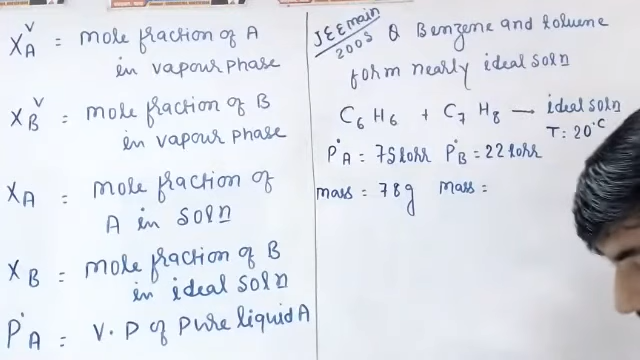 X_A^V = mole fraction of A
in vapour phase
X_B^V = mole fraction of B
in vapour phase
X_A = mole fraction of
A in soln
X_B = mole fraction of B
in ideal soln
P°_A = V.P of pure liquid A
JEE main
2005
Q Benzene and toluene
form nearly ideal soln
C6H6 + C7H8 — ideal soln
T: 20°C
P°_A = 75 torr P°_B = 22 torr
mass = 78g mass =